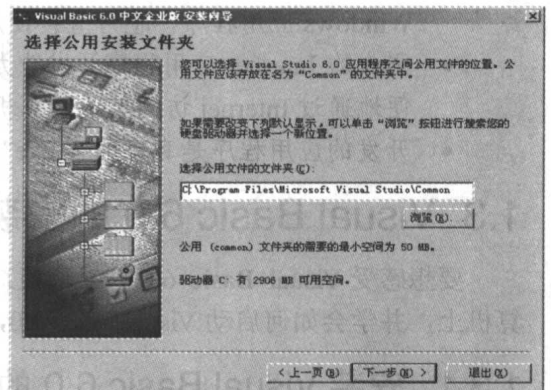 Visual Basic 6.0 中文企业版 安装向导
选择公用安装文件夹
您可以选择 Visual Studio 6.0 应用程序之间公用文件的位置。公
用文件应该存放在名为 "Common" 的文件夹中。
如果需要改变下列默认显示，可以单击 "浏览" 按钮进行搜索您的
硬盘驱动器并选择一个新位置。
选择公用文件的文件夹(C):
C:\Program Files\Microsoft Visual Studio\Common
浏览(R)
公用 (common) 文件夹的需要的最小空间为 50 MB。
驱动器 C: 有 2906 MB 可用空间。
< 上一页(B)
下一步(N) >
退出(X)